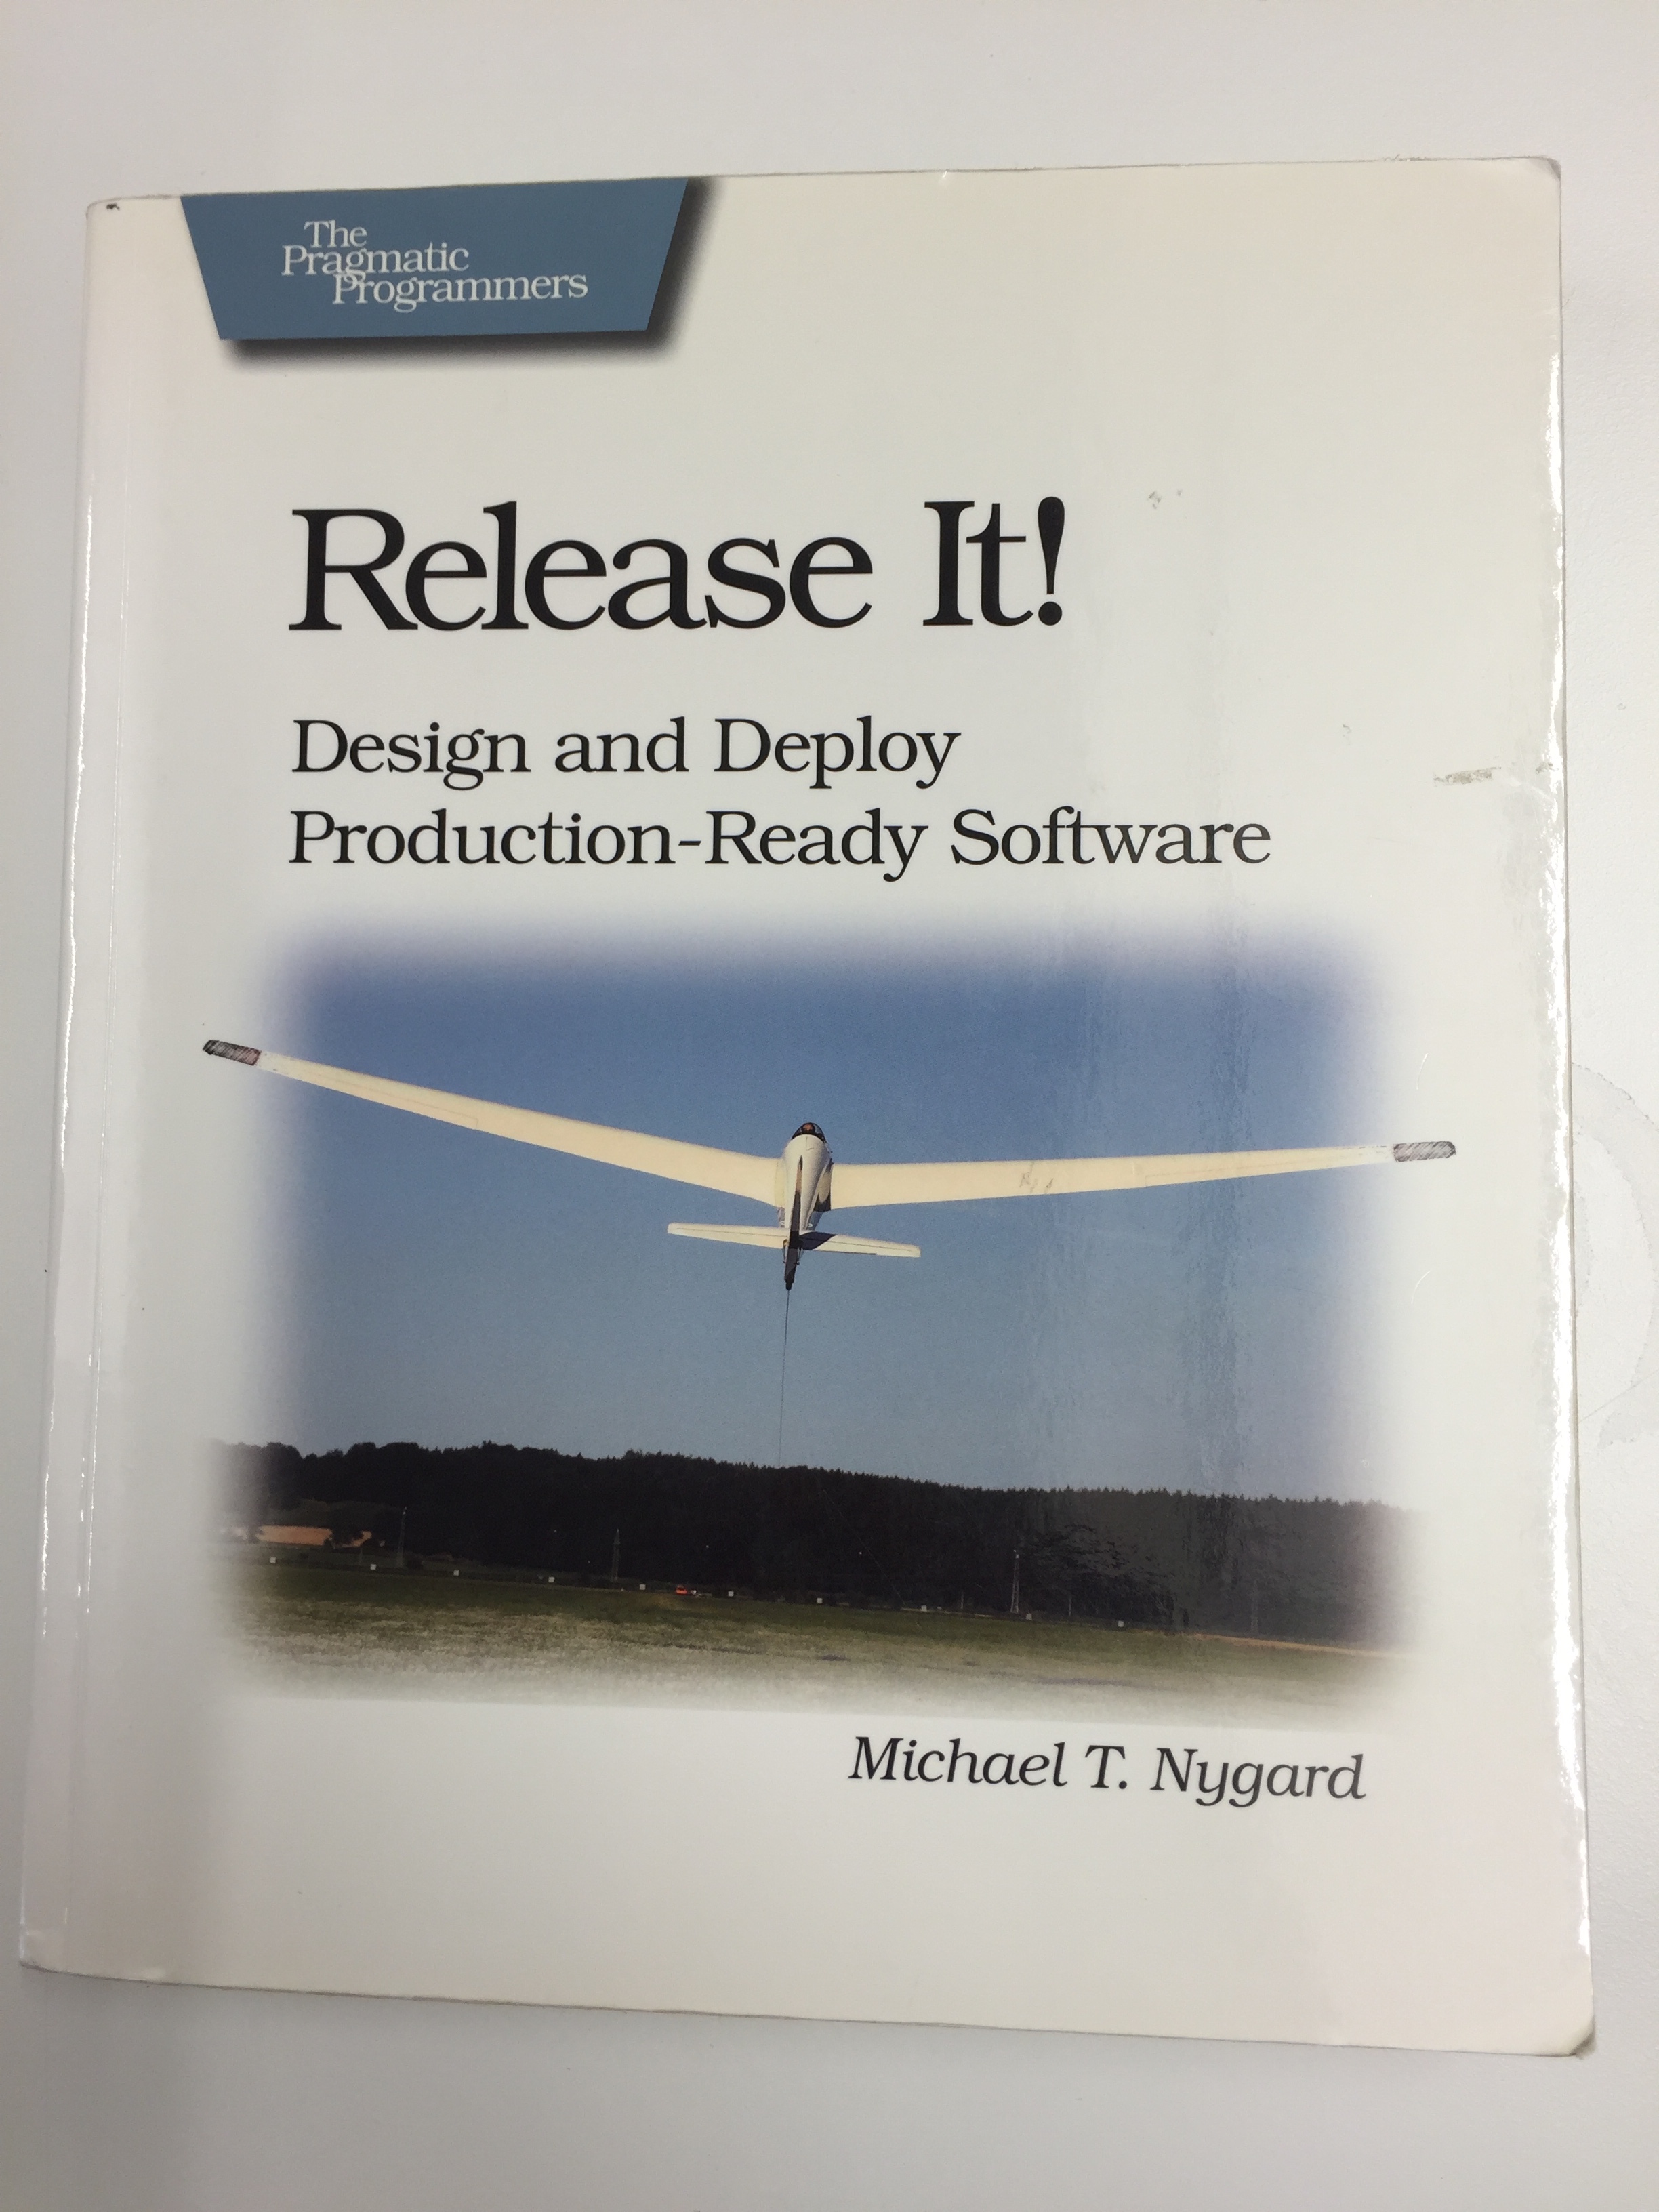 The
Pragmatic
Programmers
Release It!
Design and Deploy
Production-Ready Software
Michael T. Nygard